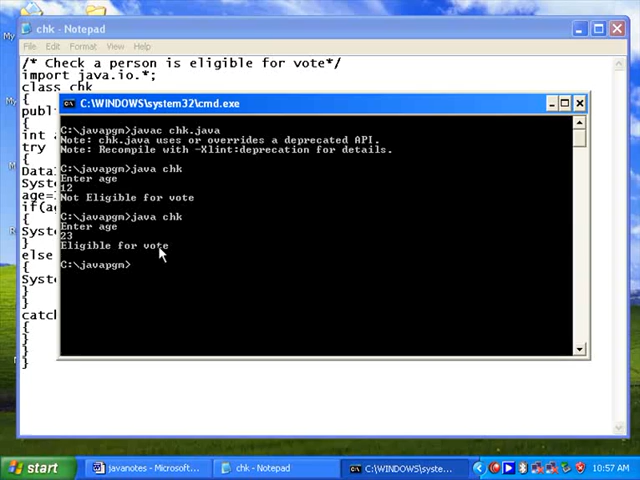 chk - Notepad
File Edit Format View Help
/* Check a person is eligible for vote*/
import java.io.*;
class chk
{
publ
{
int a
try
{
Data
Syst
age=
if(ag
{
Syst
}
else
{
Syst
}
}
catch
{
}
}
}
C:\WINDOWS\system32\cmd.exe
C:\javapgm>javac chk.java
Note: chk.java uses or overrides a deprecated API.
Note: Recompile with -Xlint:deprecation for details.
C:\javapgm>java chk
Enter age
12
Not Eligible for vote
C:\javapgm>java chk
Enter age
23
Eligible for vote
C:\javapgm>
start
javanotes - Microsoft...
chk - Notepad
C:\WINDOWS\syste...
10:57 AM